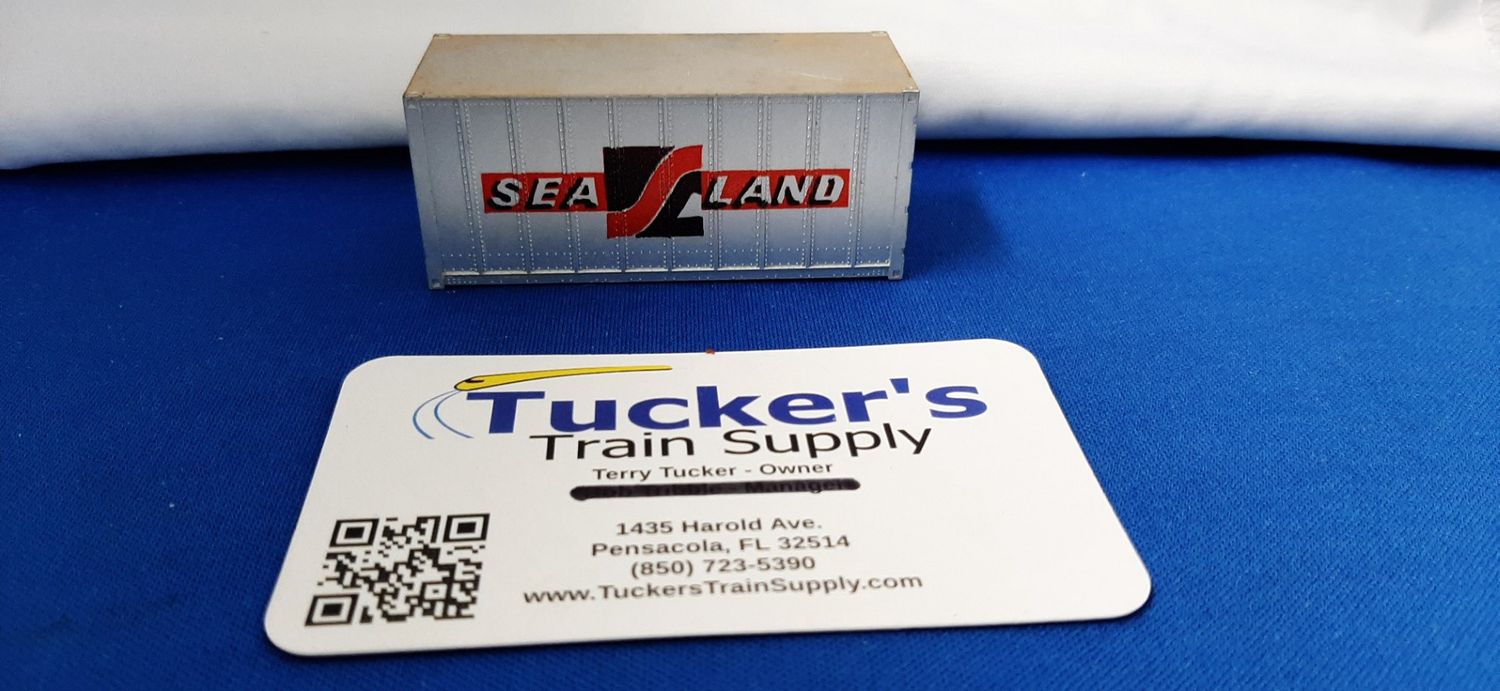 SEA LAND
Tucker's
Train Supply
Terry Tucker - Owner
Manager
1435 Harold Ave.
Pensacola, FL 32514
(850) 723-5390
www.TuckersTrainSupply.com